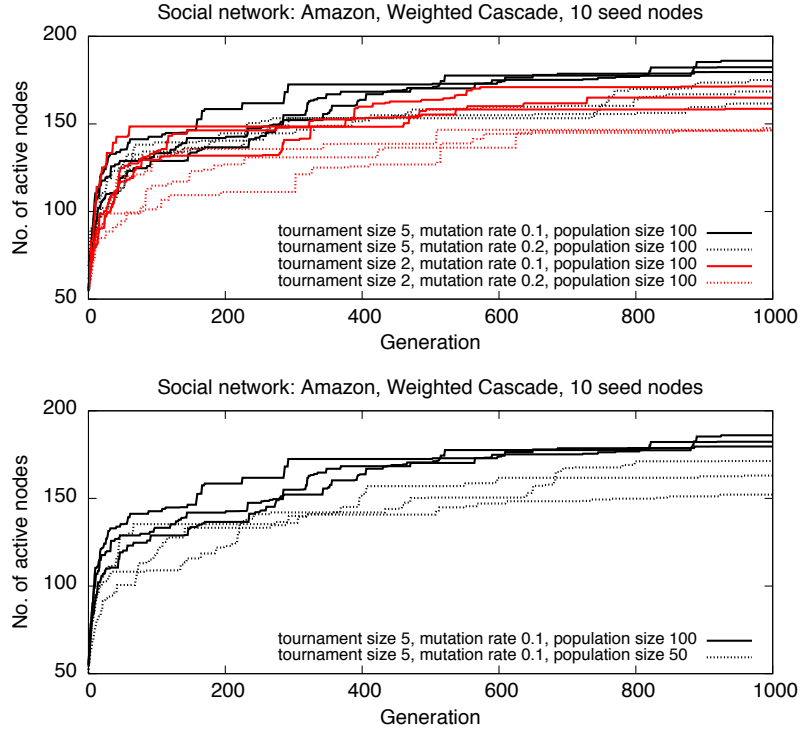 Social network: Amazon, Weighted Cascade, 10 seed nodes
200
150
100
50
No. of active nodes
tournament size 5, mutation rate 0.1, population size 100
tournament size 5, mutation rate 0.2, population size 100
tournament size 2, mutation rate 0.1, population size 100
tournament size 2, mutation rate 0.2, population size 100
0 200 400 600 800 1000
Generation
Social network: Amazon, Weighted Cascade, 10 seed nodes
200
150
100
50
No. of active nodes
tournament size 5, mutation rate 0.1, population size 100
tournament size 5, mutation rate 0.1, population size 50
0 200 400 600 800 1000
Generation